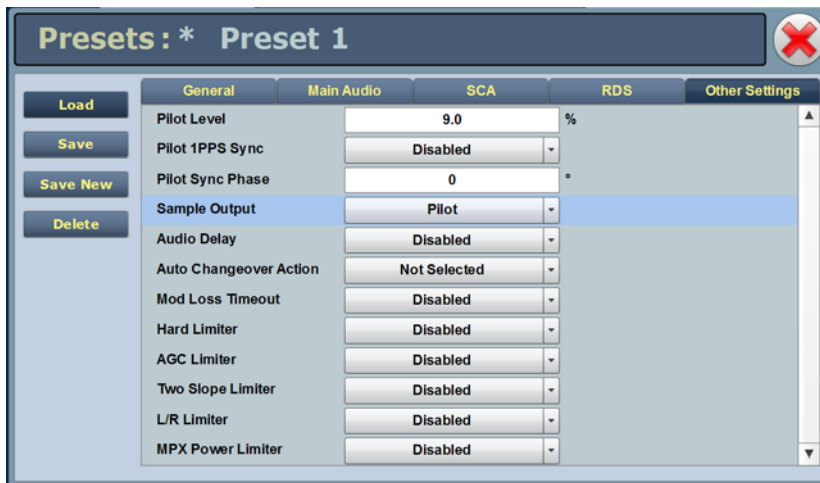 Presets:* Preset 1
Load
Save
Save New
Delete
General Main Audio SCA RDS Other Settings
Pilot Level 9.0 %
Pilot 1PPS Sync Disabled
Pilot Sync Phase 0 °
Sample Output Pilot
Audio Delay Disabled
Auto Changeover Action Not Selected
Mod Loss Timeout Disabled
Hard Limiter Disabled
AGC Limiter Disabled
Two Slope Limiter Disabled
L/R Limiter Disabled
MPX Power Limiter Disabled